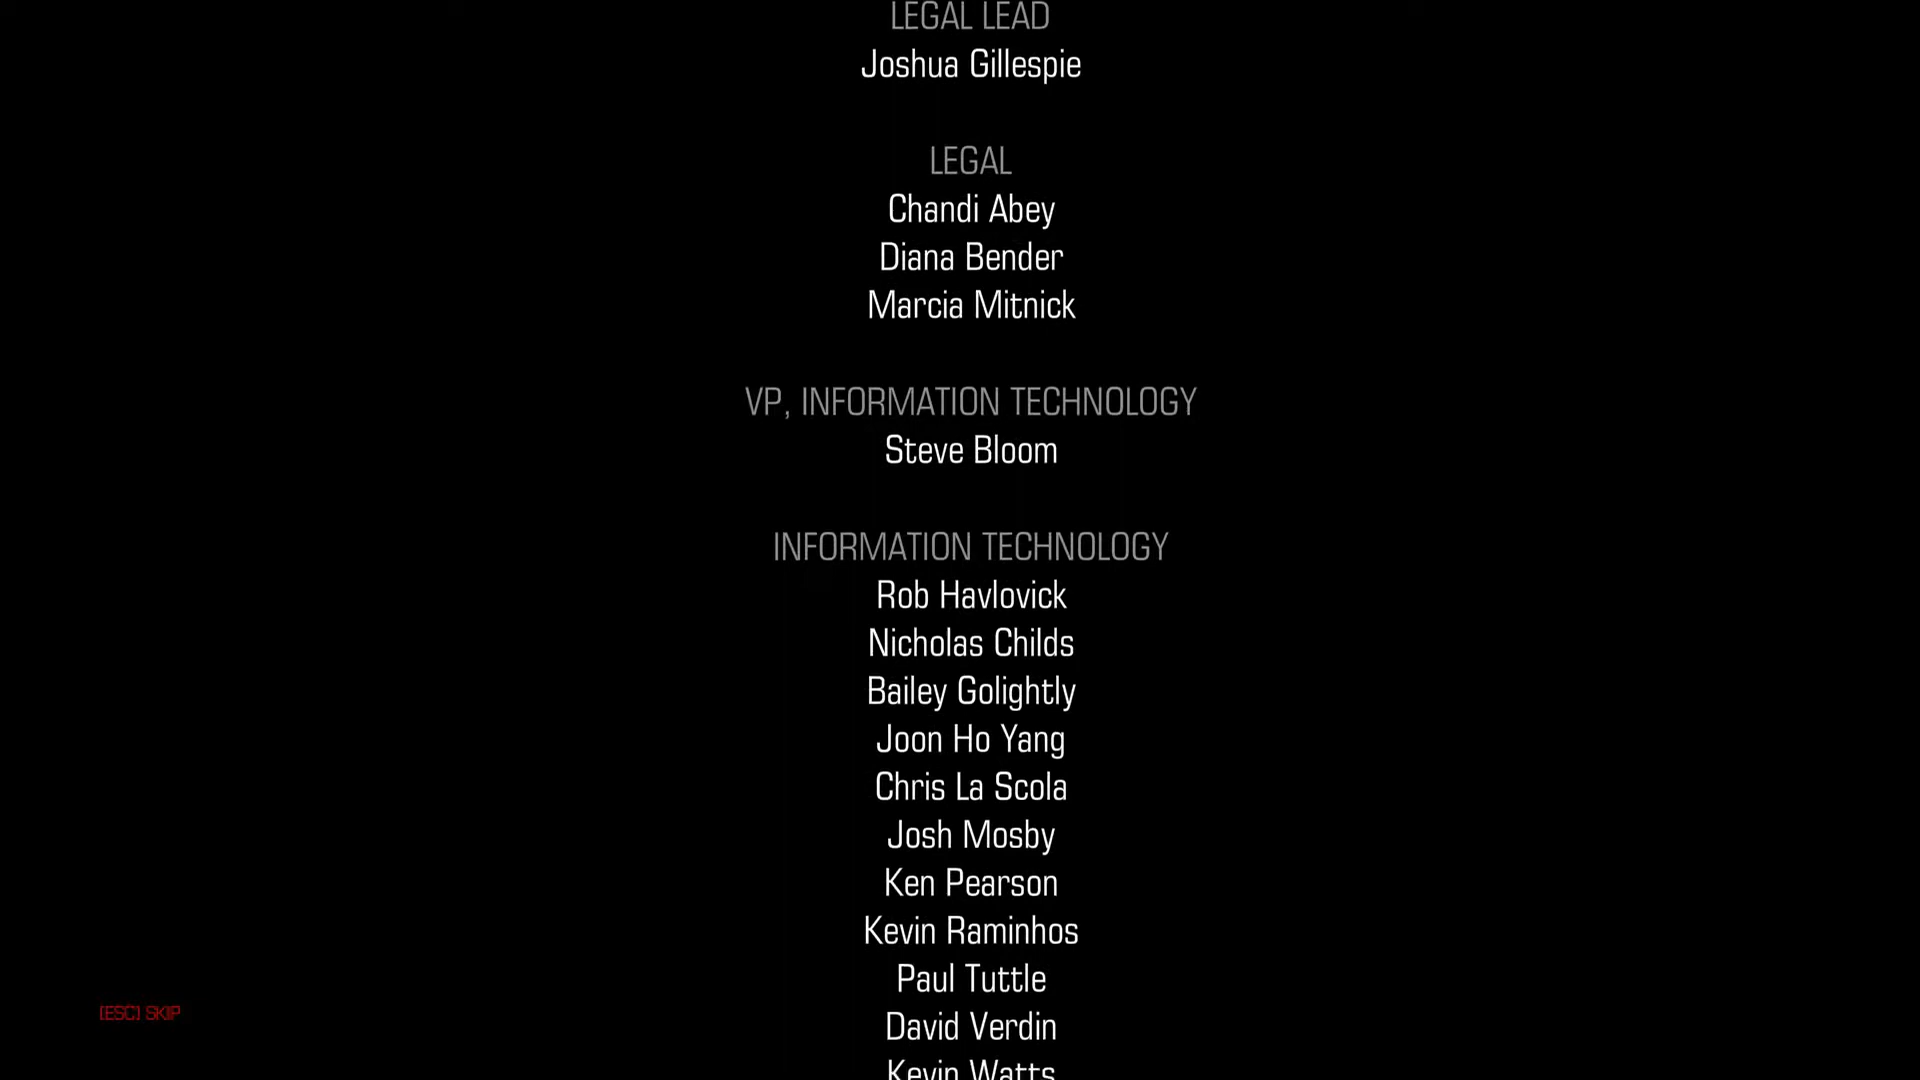 LEGAL LEAD
Joshua Gillespie
LEGAL
Chandi Abey
Diana Bender
Marcia Mitnick
VP, INFORMATION TECHNOLOGY
Steve Bloom
INFORMATION TECHNOLOGY
Rob Havlovick
Nicholas Childs
Bailey Golightly
Joon Ho Yang
Chris La Scola
Josh Mosby
Ken Pearson
Kevin Raminhos
Paul Tuttle
[ESC] SKIP
David Verdin
Kevin Watts